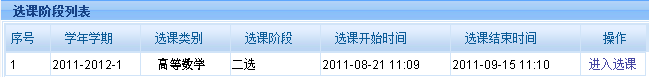 选课阶段列表
序号 学年学期 选课类别 选课阶段 选课开始时间 选课结束时间 操作
1 2011-2012-1 高等数学 二选 2011-08-21 11:09 2011-09-15 11:10 进入选课